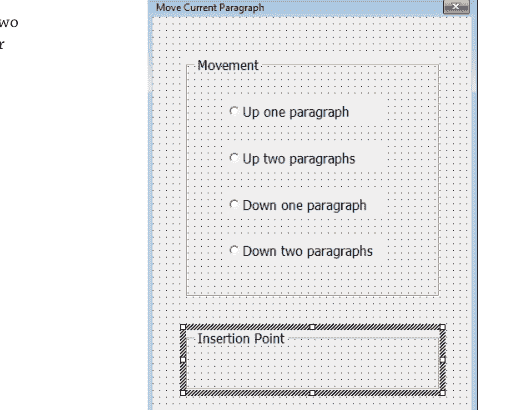 Move Current Paragraph
wo
r
Movement
Up one paragraph
Up two paragraphs
Down one paragraph
Down two paragraphs
Insertion Point